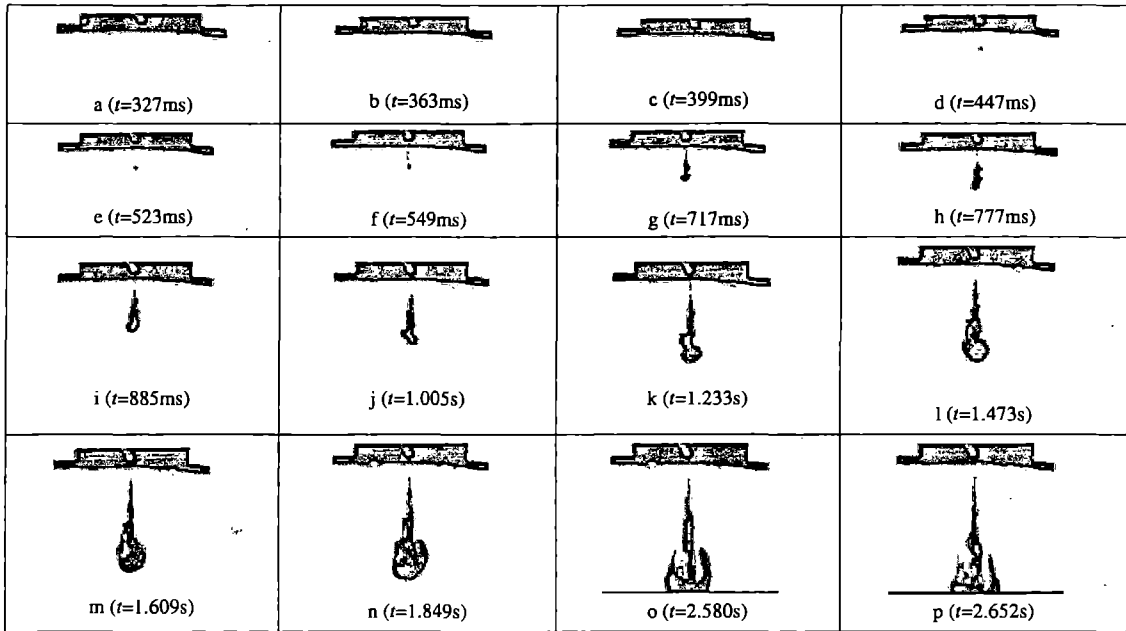 a (t=327ms)
b (t=363ms)
c (t=399ms)
d (t=447ms)
e (t=523ms)
f (t=549ms)
g (t=717ms)
h (t=777ms)
i (t=885ms)
j (t=1.005s)
k (t=1.233s)
l (t=1.473s)
m (t=1.609s)
n (t=1.849s)
o (t=2.580s)
p (t=2.652s)